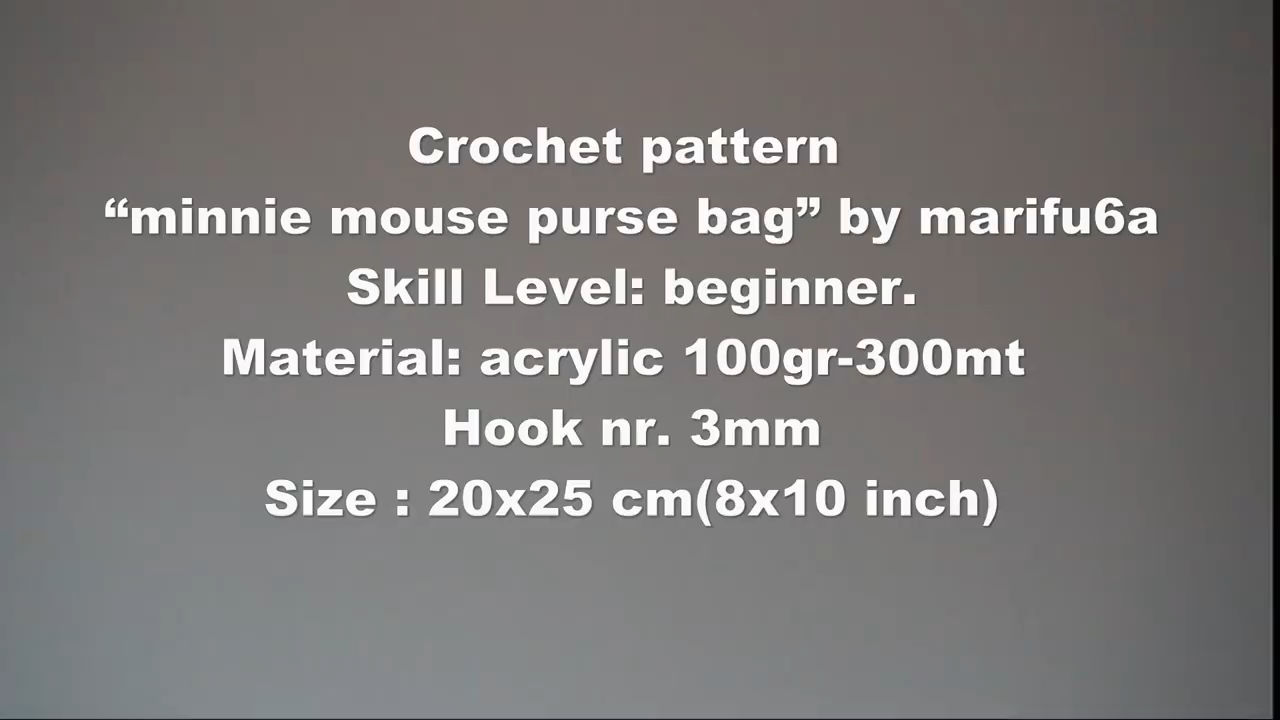 Crochet pattern
“minnie mouse purse bag” by marifu6a
Skill Level: beginner.
Material: acrylic 100gr-300mt
Hook nr. 3mm
Size : 20x25 cm(8x10 inch)